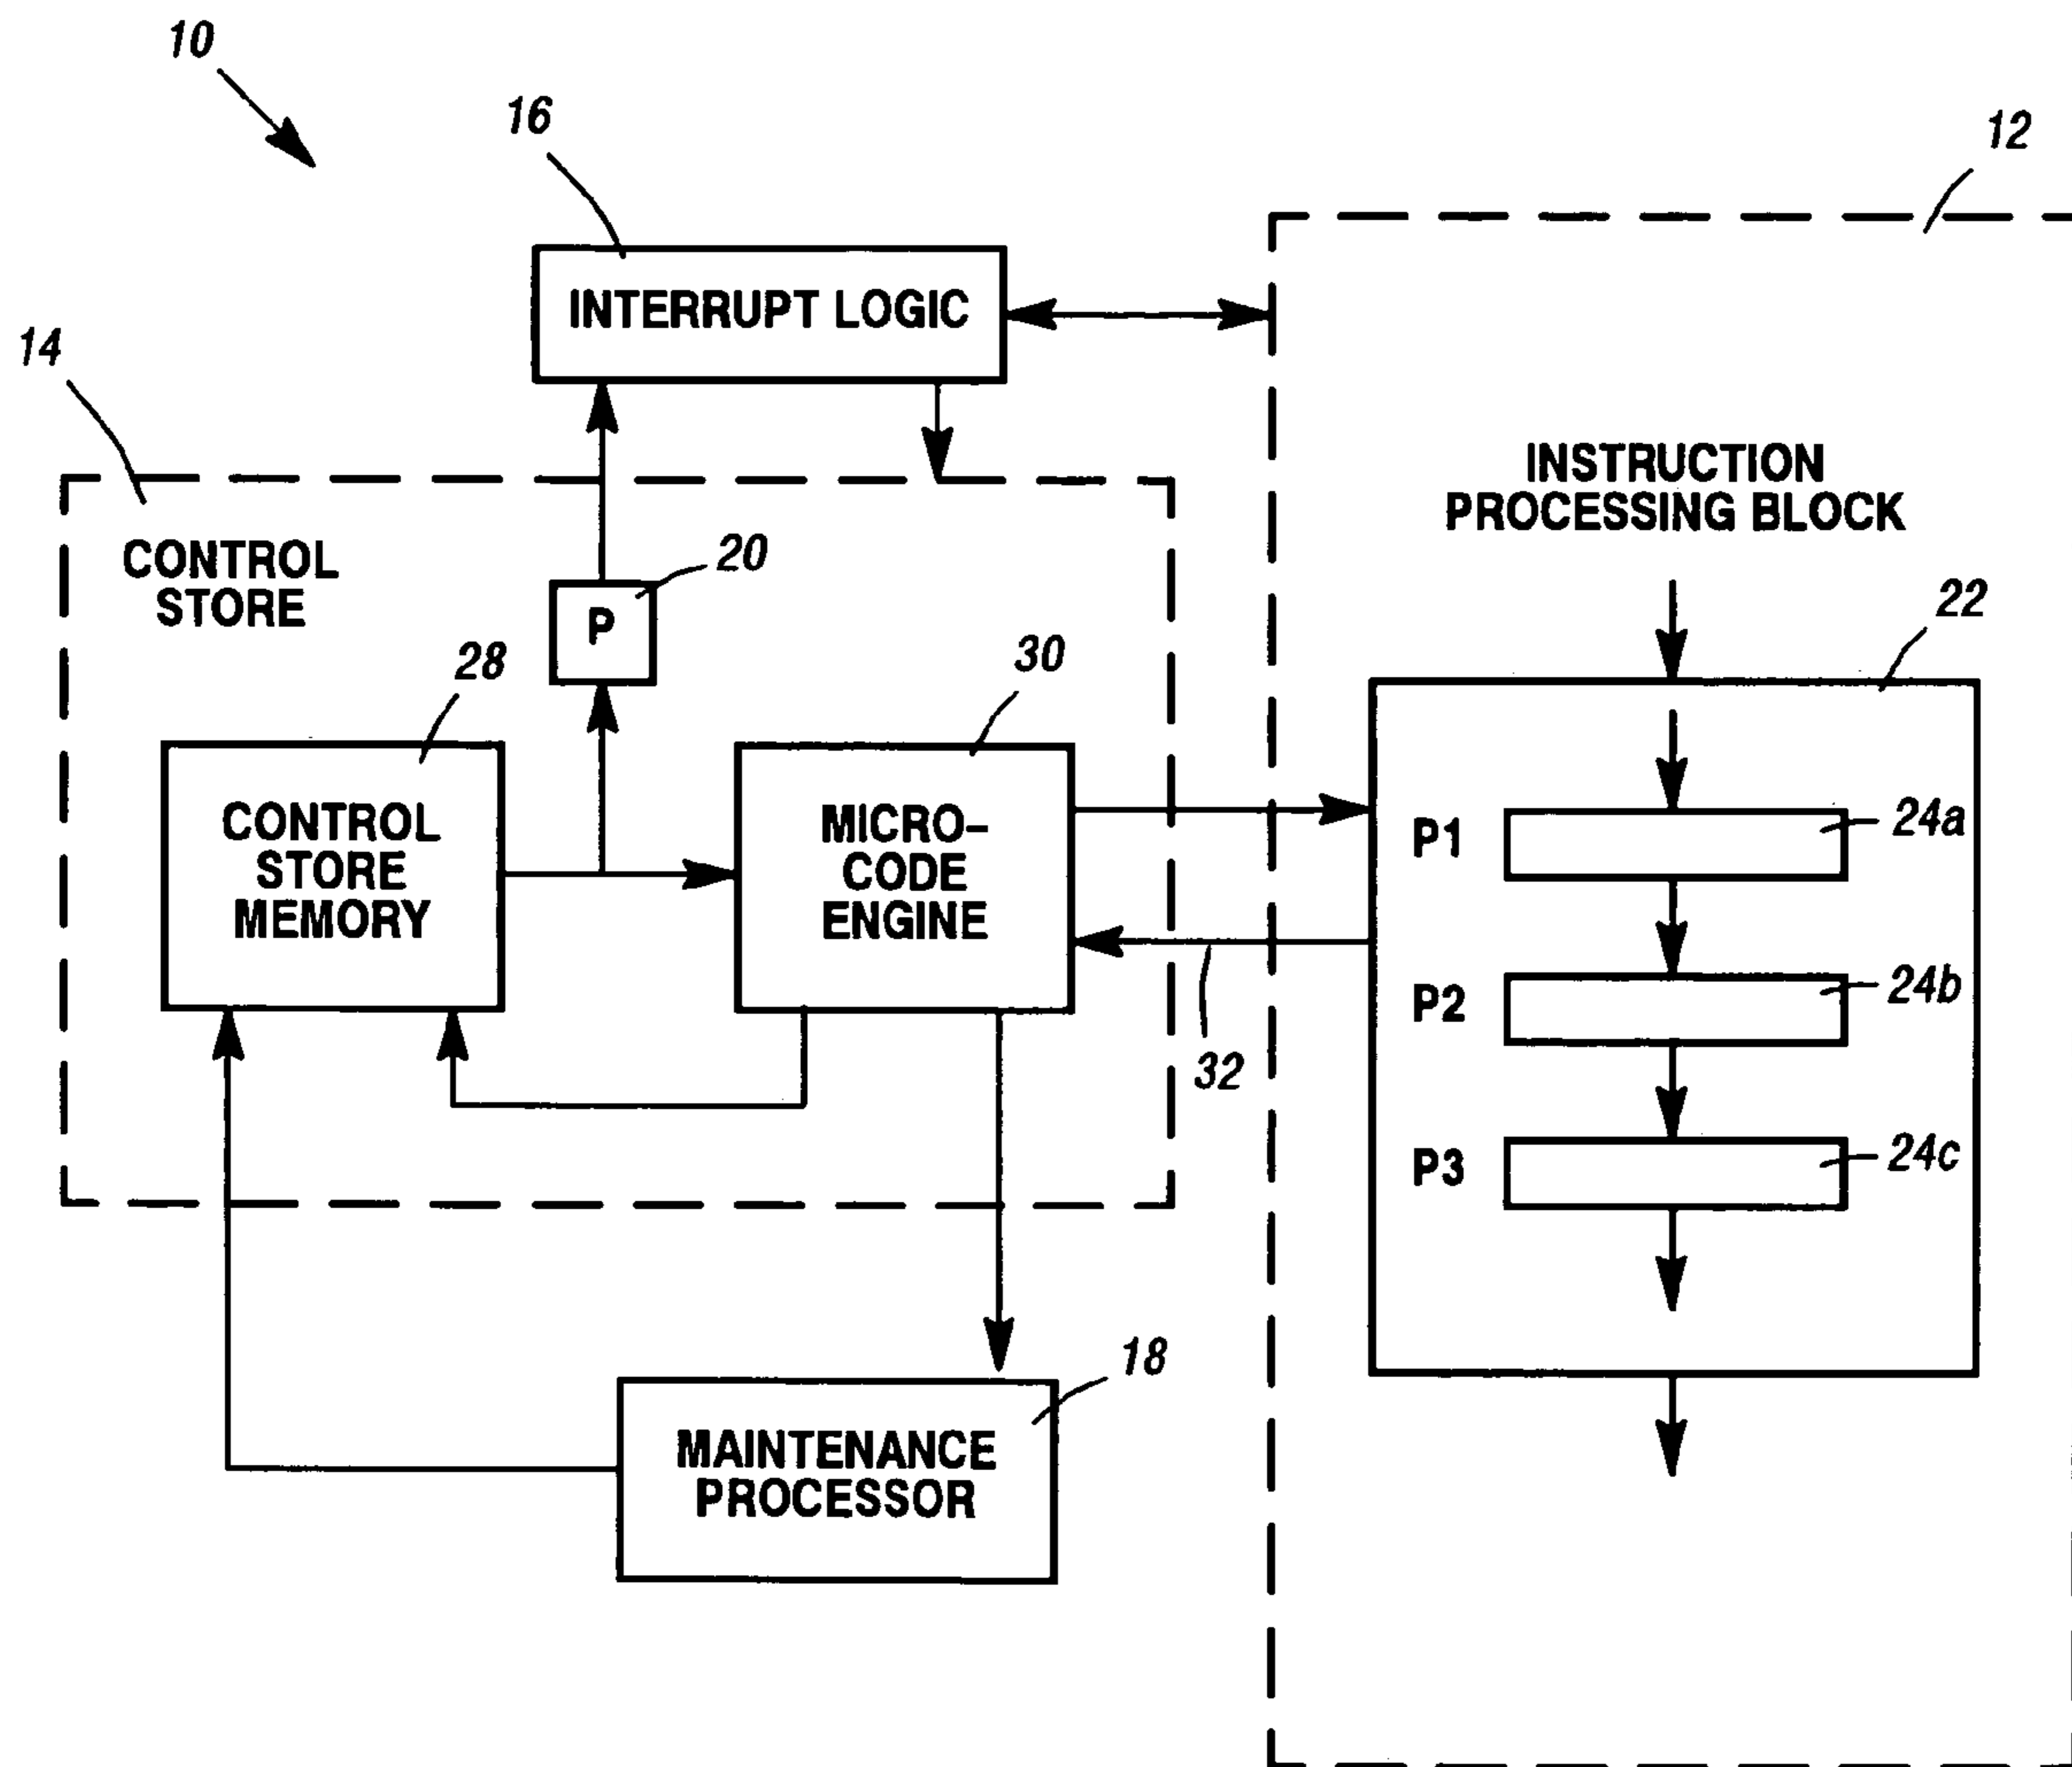 10
16
12
INTERRUPT LOGIC
14
INSTRUCTION
PROCESSING BLOCK
CONTROL
STORE
20
P
22
28
30
CONTROL
STORE
MEMORY
MICRO-
CODE
ENGINE
P1
24a
P2
24b
32
P3
24c
18
MAINTENANCE
PROCESSOR